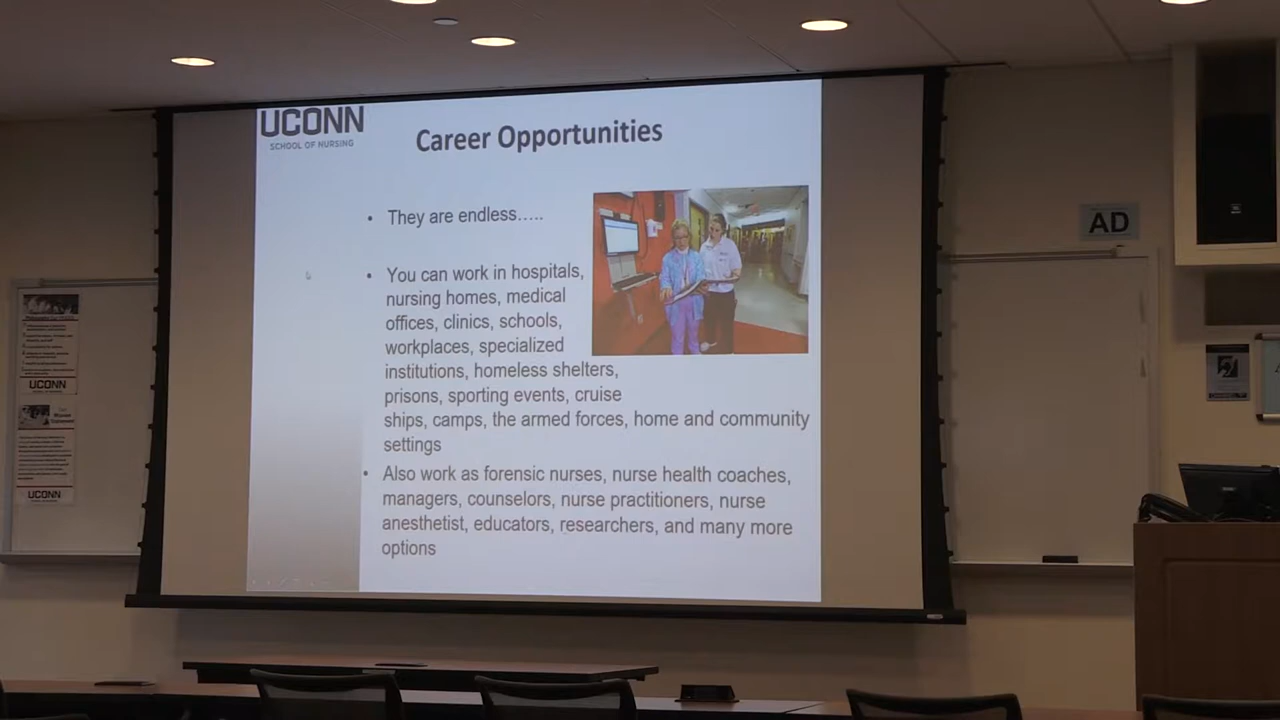 UCONN
SCHOOL OF NURSING
Career Opportunities
• They are endless…..
• You can work in hospitals,
nursing homes, medical
offices, clinics, schools,
workplaces, specialized
institutions, homeless shelters,
prisons, sporting events, cruise
ships, camps, the armed forces, home and community
settings
• Also work as forensic nurses, nurse health coaches,
managers, counselors, nurse practitioners, nurse
anesthetist, educators, researchers, and many more
options
AD
UCONN
UCONN
JBL